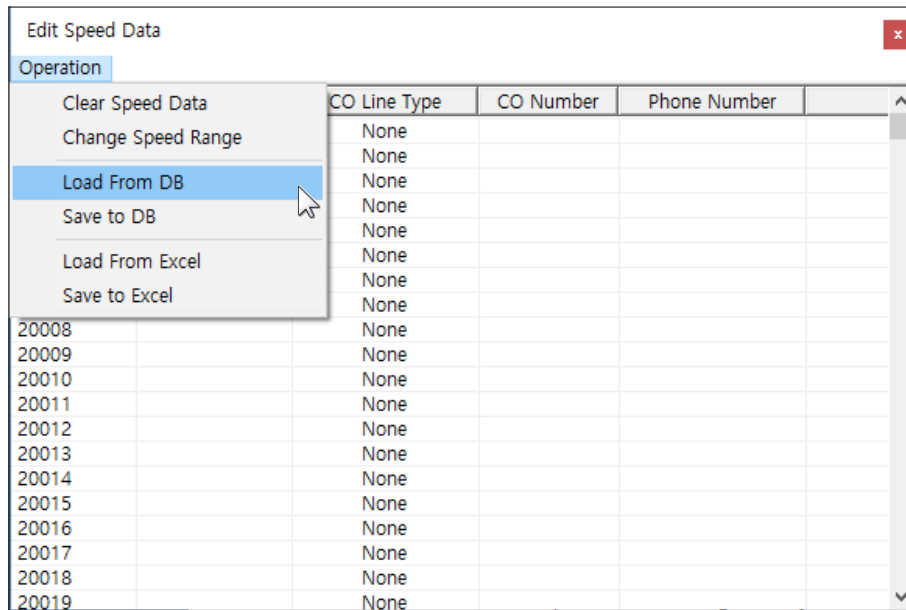 Edit Speed Data
x
Operation
CO Line Type CO Number Phone Number
Clear Speed Data
Change Speed Range
Load From DB
Save to DB
Load From Excel
Save to Excel
None
None
None
None
None
None
None
None
20008 None
20009 None
20010 None
20011 None
20012 None
20013 None
20014 None
20015 None
20016 None
20017 None
20018 None
20019 None